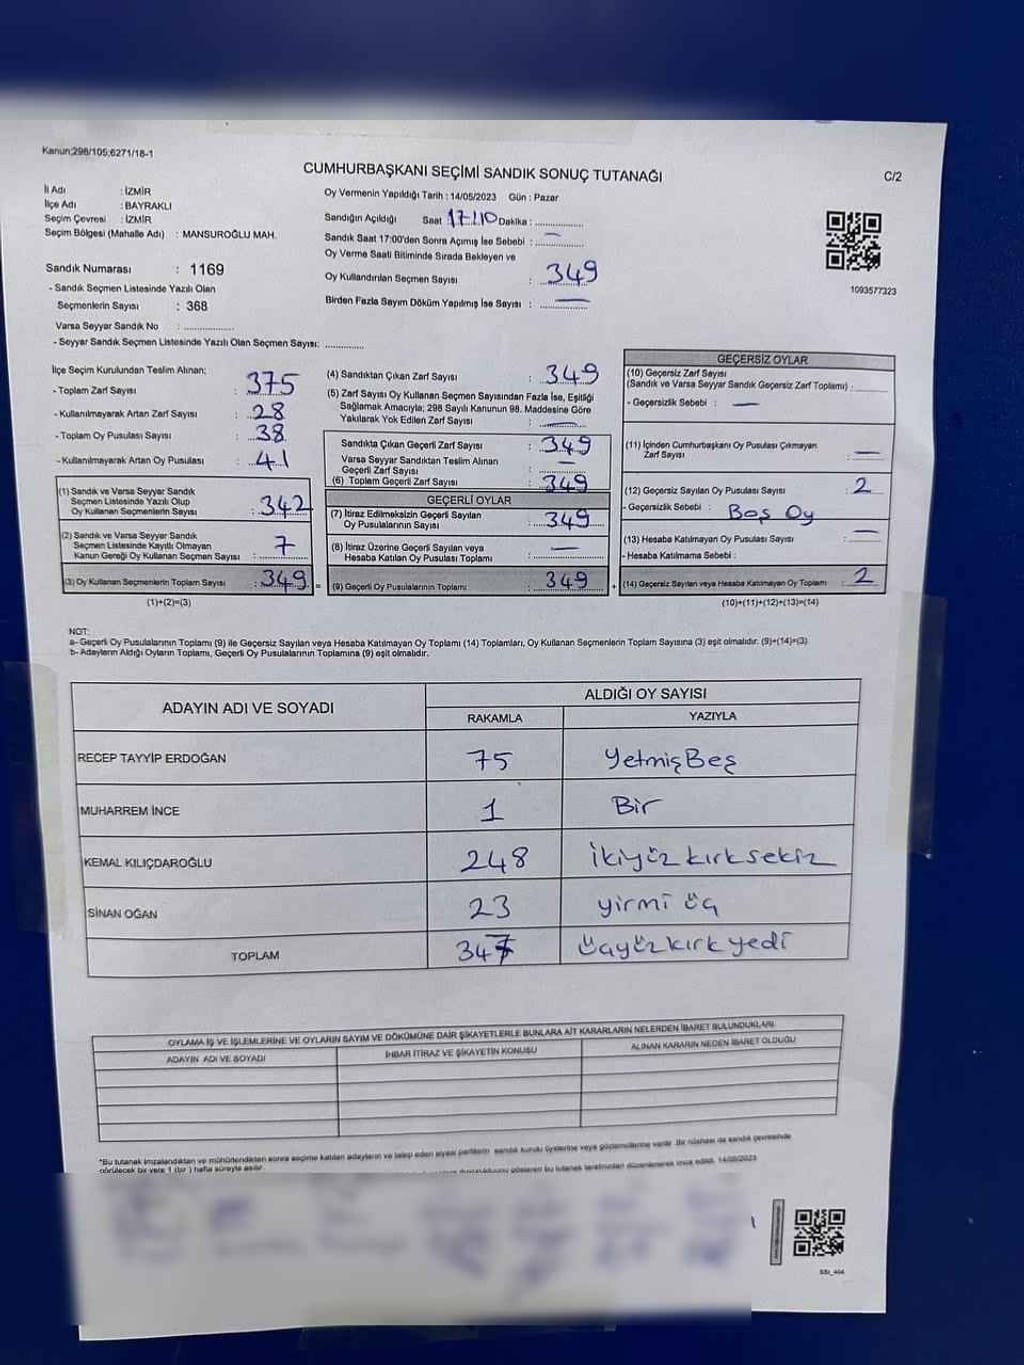 Kanun;298/105;6271/18-1
CUMHURBAŞKANI SEÇİMİ SANDIK SONUÇ TUTANAĞI
C/2
İl Adı : İZMİR
İlçe Adı : BAYRAKLI
Seçim Çevresi : İZMİR
Seçim Bölgesi (Mahalle Adı) : MANSUROĞLU MAH.
Oy Vermenin Yapıldığı Tarih : 14/05/2023 Gün : Pazar
Sandığın Açıldığı Saat 17:10 Dakika : ..............
Sandık Saat 17:00'den Sonra Açımış İse Sebebi : — ..............
Oy Verme Saati Bitiminde Sırada Bekleyen ve
Oy Kullandırılan Seçmen Sayısı : 349
Birden Fazla Sayım Döküm Yapılmış İse Sayısı : —
1093577323
Sandık Numarası : 1169
- Sandık Seçmen Listesinde Yazılı Olan
Seçmenlerin Sayısı : 368
Varsa Seyyar Sandık No : ..............
- Seyyar Sandık Seçmen Listesinde Yazılı Olan Seçmen Sayısı: ..............
İlçe Seçim Kurulundan Teslim Alınan;
- Toplam Zarf Sayısı : 375
- Kullanılmayarak Artan Zarf Sayısı : 28
- Toplam Oy Pusulası Sayısı : 38
- Kullanılmayarak Artan Oy Pusulası : 41
(1) Sandık ve Varsa Seyyar Sandık
Seçmen Listesinde Yazılı Olup
Oy Kullanan Seçmenlerin Sayısı : 342
(2) Sandık ve Varsa Seyyar Sandık
Seçmen Listesinde Kayıtlı Olmayan
Kanun Gereği Oy Kullanan Seçmen Sayısı : 7
(3) Oy Kullanan Seçmenlerin Toplam Sayısı : 349 =
(1)+(2)=(3)
(4) Sandıktan Çıkan Zarf Sayısı : 349
(5) Zarf Sayısı Oy Kullanan Seçmen Sayısından Fazla İse, Eşitliği
Sağlamak Amacıyla; 298 Sayılı Kanunun 98. Maddesine Göre
Yakılarak Yok Edilen Zarf Sayısı : —
Sandıkta Çıkan Geçerli Zarf Sayısı : 349
Varsa Seyyar Sandıktan Teslim Alınan
Geçerli Zarf Sayısı : —
(6) Toplam Geçerli Zarf Sayısı : 349
GEÇERLİ OYLAR
(7) İtiraz Edilmeksizin Geçerli Sayılan
Oy Pusulalarının Sayısı : 349
(8) İtiraz Üzerine Geçerli Sayılan veya
Hesaba Katılan Oy Pusulası Toplamı : —
(9) Geçerli Oy Pusulalarının Toplamı : 349 +
GEÇERSİZ OYLAR
(10) Geçersiz Zarf Sayısı
(Sandık ve Varsa Seyyar Sandık Geçersiz Zarf Toplamı) : ..............
- Geçersizlik Sebebi : —
(11) İçinden Cumhurbaşkanı Oy Pusulası Çıkmayan
Zarf Sayısı : —
(12) Geçersiz Sayılan Oy Pusulası Sayısı : 2
- Geçersizlik Sebebi : Boş Oy
(13) Hesaba Katılmayan Oy Pusulası Sayısı : —
- Hesaba Katılmama Sebebi :
(14) Geçersiz Sayılan veya Hesaba Katılmayan Oy Toplamı : 2
(10)+(11)+(12)+(13)=(14)
NOT:
a- Geçerli Oy Pusulalarının Toplamı (9) ile Geçersiz Sayılan veya Hesaba Katılmayan Oy Toplamı (14) Toplamları, Oy Kullanan Seçmenlerin Toplam Sayısına (3) eşit olmalıdır. (9)+(14)=(3)
b- Adayların Aldığı Oyların Toplamı, Geçerli Oy Pusulalarının Toplamına (9) eşit olmalıdır.
ADAYIN ADI VE SOYADI
ALDIĞI OY SAYISI
RAKAMLA YAZIYLA
RECEP TAYYİP ERDOĞAN 75 YetmişBeş
MUHARREM İNCE 1 Bir
KEMAL KILIÇDAROĞLU 248 ikiyüz kırksekiz
SİNAN OĞAN 23 yirmi üç
TOPLAM 347 üçyüz kırk yedi
OYLAMA İŞ VE İŞLEMLERİNE VE OYLARIN SAYIM VE DÖKÜMÜNE DAİR ŞİKAYETLERLE BUNLARA AİT KARARLARIN NELERDEN İBARET BULUNDUKLARI
ADAYIN ADI VE SOYADI İHBAR İTİRAZ VE ŞİKAYETİN KONUSU ALINAN KARARIN NEDEN İBARET OLDUĞU
*Bu tutanak imzalandıktan ve mühürlendikten sonra seçime katılan adayların ve talep eden siyasi partilerin sandık kurulu üyelerine veya gözlemcilerine verilir. Bir nüshası da sandık çevresinde
görülecek bir yere 1 (bir ) hafta süreyle asılır. bu tutanak tarafımızdan düzenlenerek imza edildi. 14/05/2023